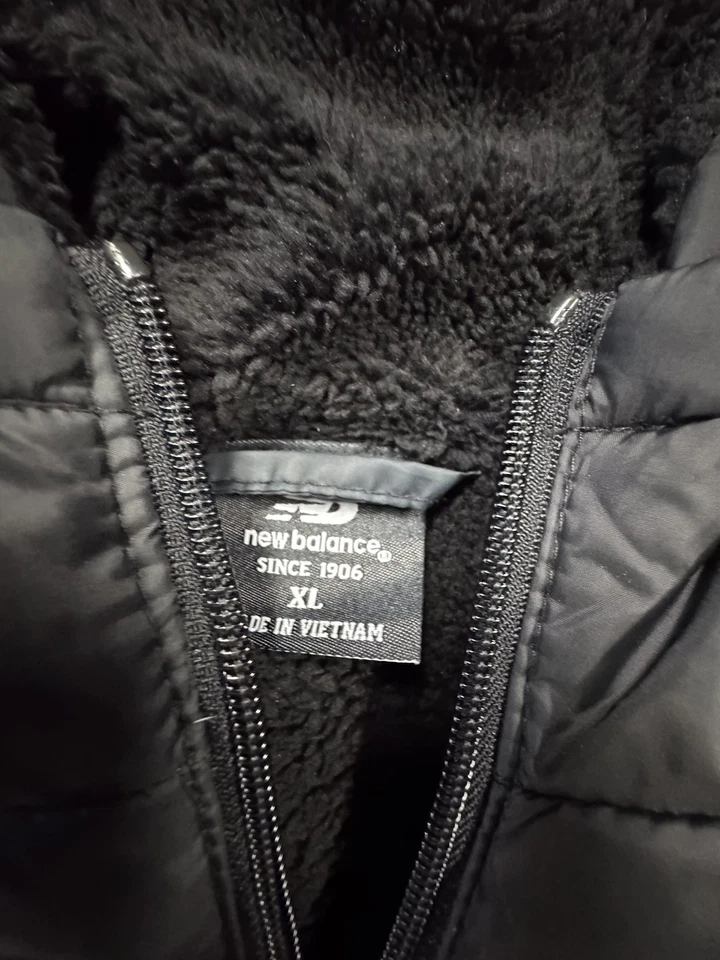 new balance
SINCE 1906
XL
DE IN VIETNAM